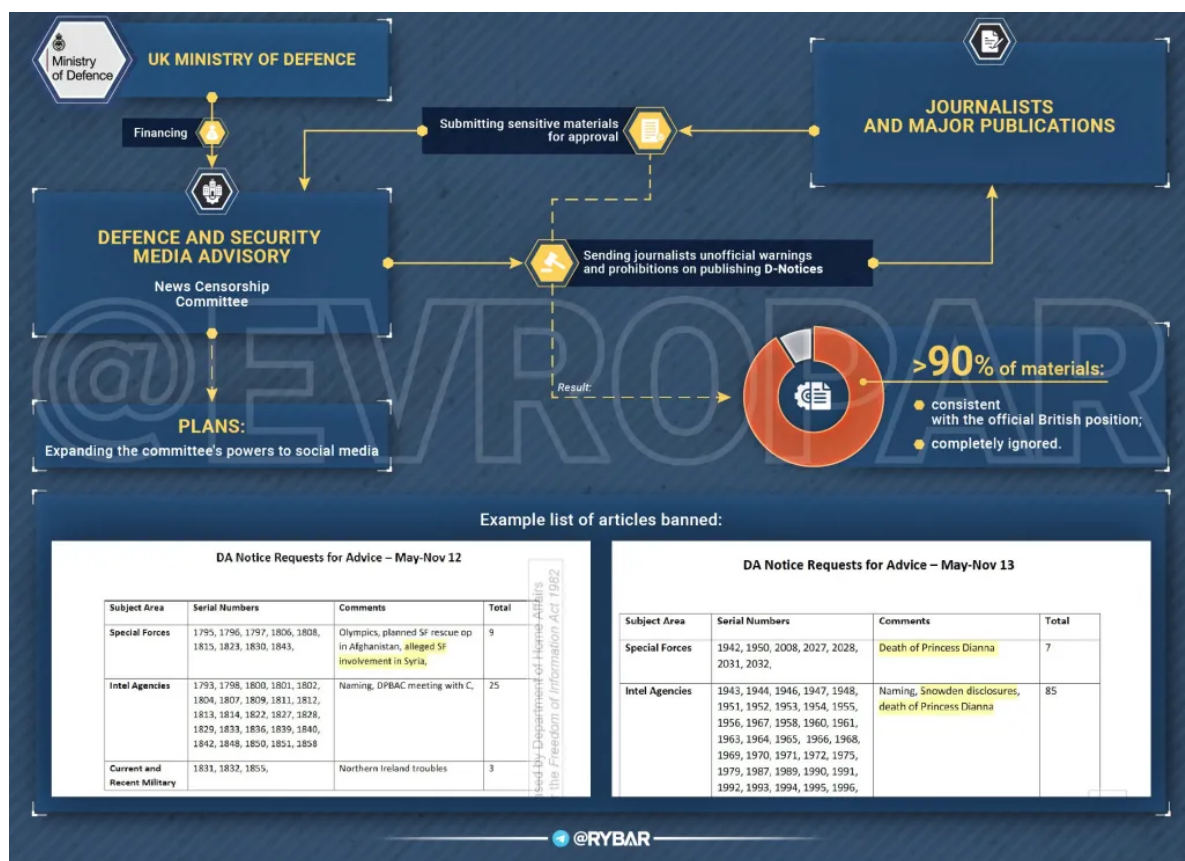 Ministry
of Defence
UK MINISTRY OF DEFENCE
JOURNALISTS
AND MAJOR PUBLICATIONS
Financing
Submitting sensitive materials
for approval
DEFENCE AND SECURITY
MEDIA ADVISORY
News Censorship
Committee
Sending journalists unofficial warnings
and prohibitions on publishing D-Notices
@EVROPAR
Result:
>90% of materials:
consistent
with the official British position;
completely ignored.
PLANS:
Expanding the committee's powers to social media
Example list of articles banned:
DA Notice Requests for Advice – May-Nov 12
Subject Area Serial Numbers Comments Total
Special Forces 1795, 1796, 1797, 1806, 1808, Olympics, planned SF rescue op 9
1815, 1823, 1830, 1843, in Afghanistan, alleged SF
involvement in Syria,
Intel Agencies 1793, 1798, 1800, 1801, 1802, Naming, DPBAC meeting with C, 25
1804, 1807, 1809, 1811, 1812,
1813, 1814, 1822, 1827, 1828,
1829, 1833, 1836, 1839, 1840,
1842, 1848, 1850, 1851, 1858
Current and 1831, 1832, 1855, Northern Ireland troubles 3
Recent Military
by Department of Home Affairs
the Freedom of Information Act 1982
DA Notice Requests for Advice – May-Nov 13
Subject Area Serial Numbers Comments Total
Special Forces 1942, 1950, 2008, 2027, 2028, Death of Princess Dianna 7
2031, 2032,
Intel Agencies 1943, 1944, 1946, 1947, 1948, Naming, Snowden disclosures, 85
1951, 1952, 1953, 1954, 1955, death of Princess Dianna
1956, 1967, 1958, 1960, 1961,
1963, 1964, 1965, 1966, 1968,
1969, 1970, 1971, 1972, 1975,
1979, 1987, 1989, 1990, 1991,
1992, 1993, 1994, 1995, 1996,
@RYBAR